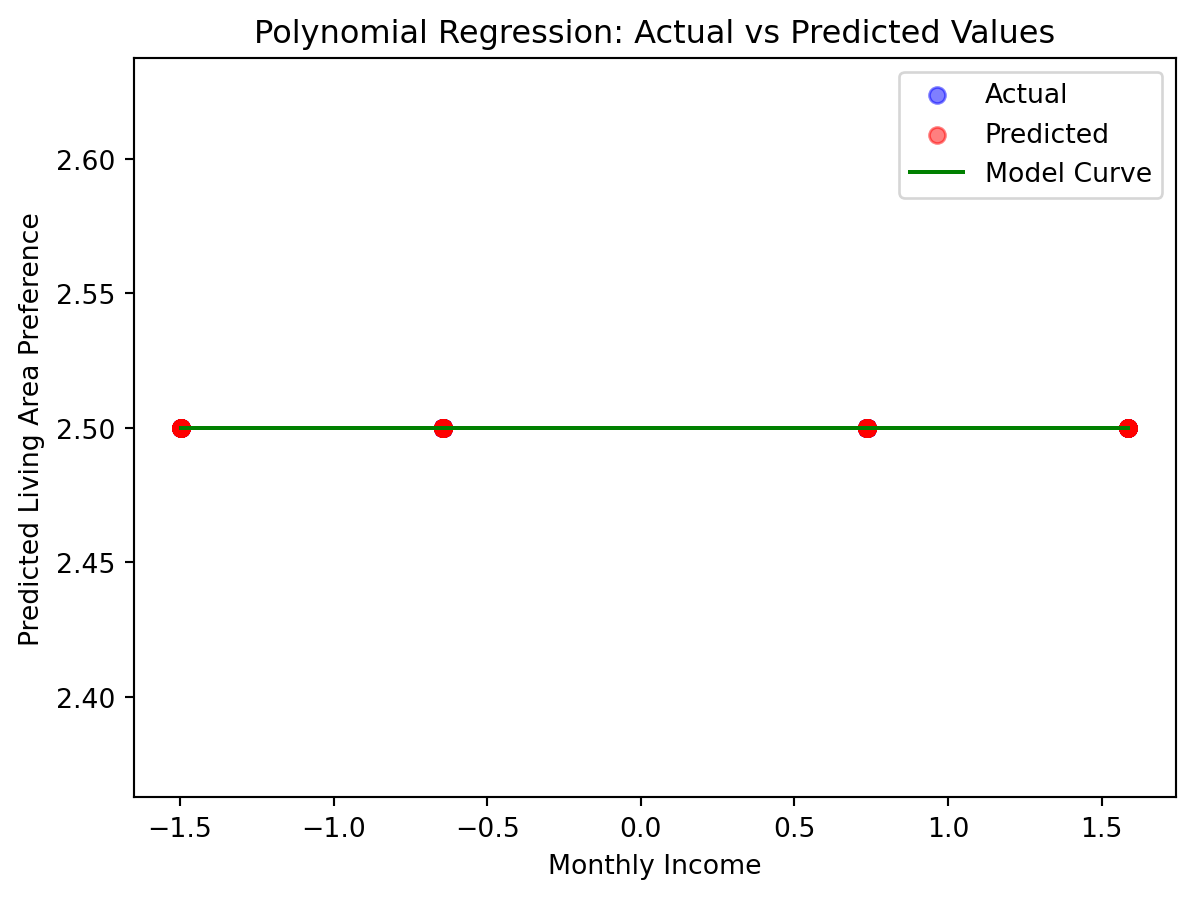 Polynomial Regression: Actual vs Predicted Values
Actual
Predicted
Model Curve
Predicted Living Area Preference
2.60
2.55
2.50
2.45
2.40
−1.5 −1.0 −0.5 0.0 0.5 1.0 1.5
Monthly Income